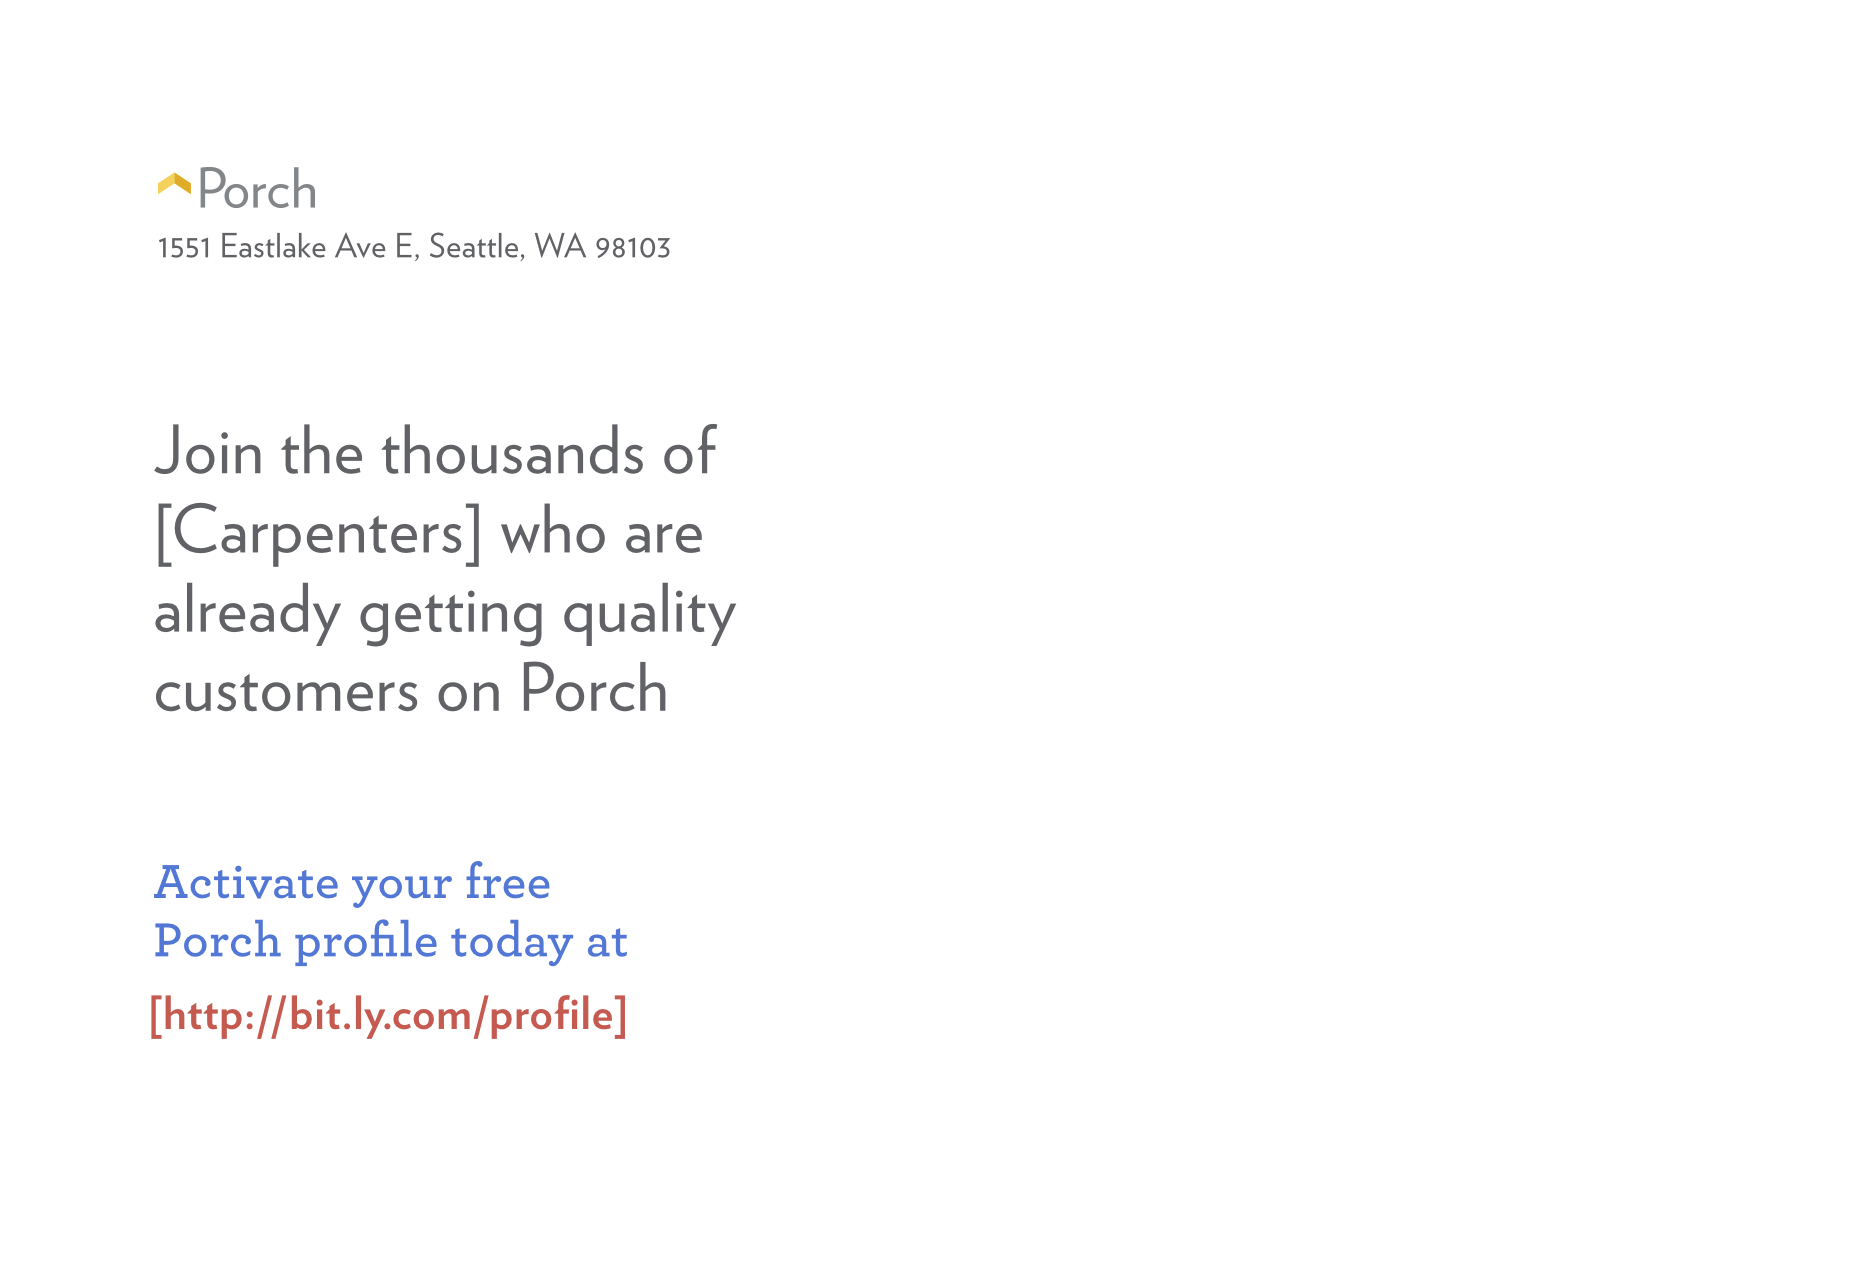 Porch
1551 Eastlake Ave E, Seattle, WA 98103
Join the thousands of
[Carpenters] who are
already getting quality
customers on Porch
Activate your free
Porch profile today at
[http://bit.ly.com/profile]